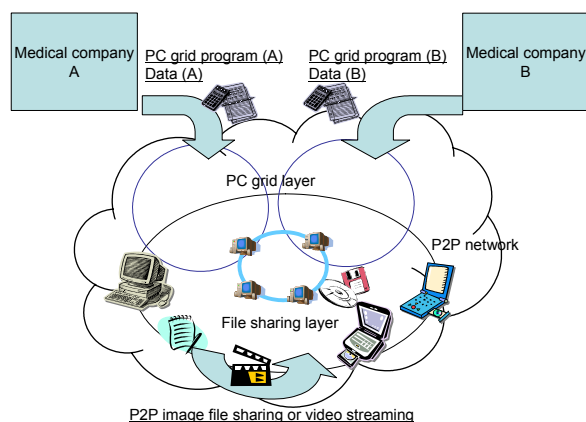 Medical company
A
PC grid program (A)
Data (A)
PC grid program (B)
Data (B)
Medical company
B
PC grid layer
P2P network
File sharing layer
P2P image file sharing or video streaming